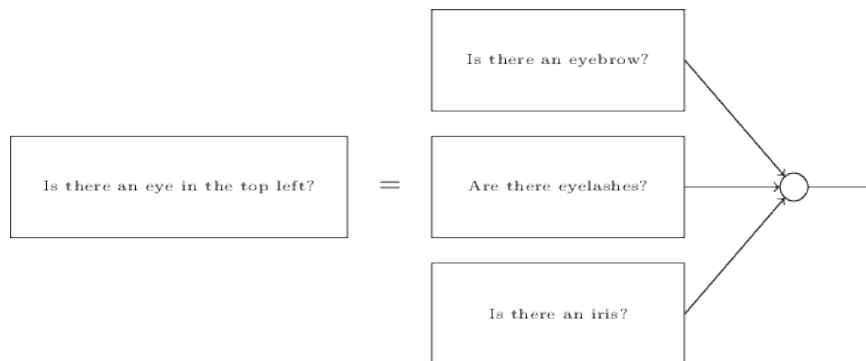 Is there an eyebrow?
Is there an eye in the top left?
=
Are there eyelashes?
Is there an iris?